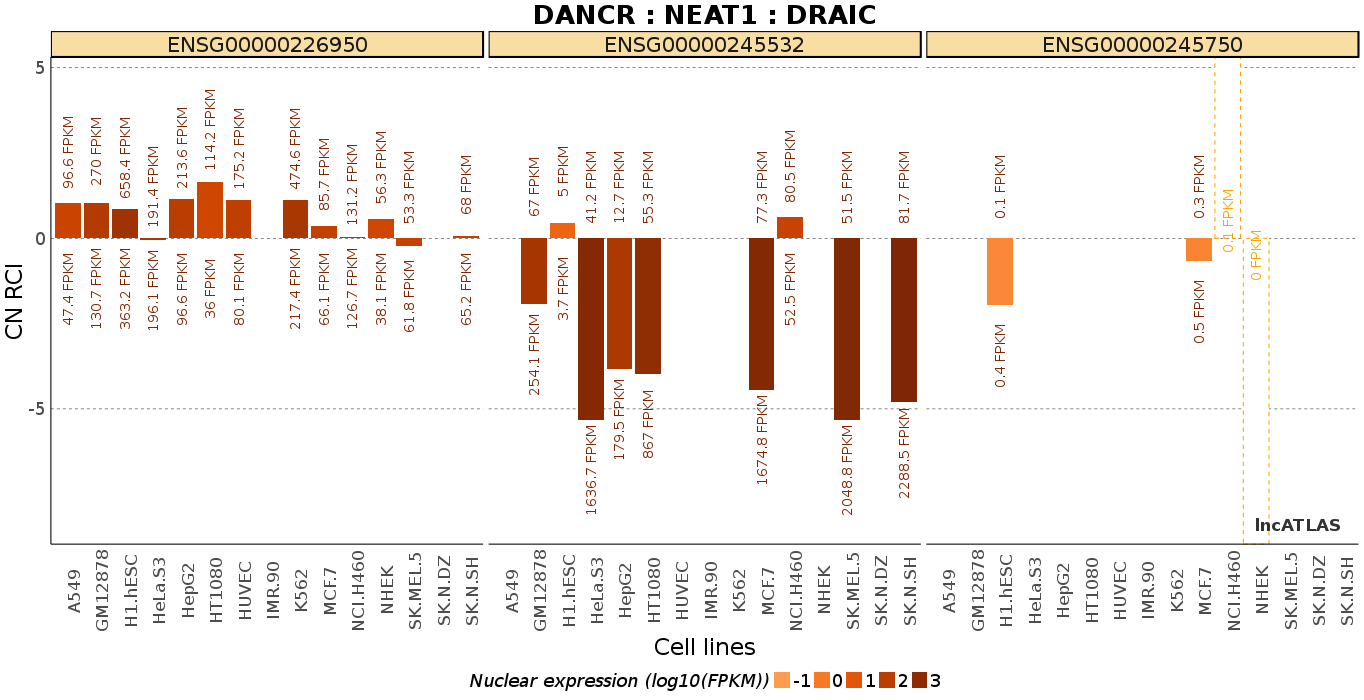 DANCR : NEAT1 : DRAIC
ENSG00000226950 ENSG00000245532 ENSG00000245750
CN RCI
5
0
-5
96.6 FPKM
270 FPKM
658.4 FPKM
191.4 FPKM
213.6 FPKM
114.2 FPKM
175.2 FPKM
474.6 FPKM
85.7 FPKM
131.2 FPKM
56.3 FPKM
53.3 FPKM
68 FPKM
47.4 FPKM
130.7 FPKM
363.2 FPKM
196.1 FPKM
96.6 FPKM
36 FPKM
80.1 FPKM
217.4 FPKM
66.1 FPKM
126.7 FPKM
38.1 FPKM
61.8 FPKM
65.2 FPKM
67 FPKM
5 FPKM
41.2 FPKM
12.7 FPKM
55.3 FPKM
77.3 FPKM
80.5 FPKM
51.5 FPKM
81.7 FPKM
254.1 FPKM
3.7 FPKM
1636.7 FPKM
179.5 FPKM
867 FPKM
1674.8 FPKM
52.5 FPKM
2048.8 FPKM
2288.5 FPKM
0.1 FPKM
0.3 FPKM
0.1 FPKM
0 FPKM
0.4 FPKM
0.5 FPKM
lncATLAS
A549
GM12878
H1.hESC
HeLa.S3
HepG2
HT1080
HUVEC
IMR.90
K562
MCF.7
NCI.H460
NHEK
SK.MEL.5
SK.N.DZ
SK.N.SH
A549
GM12878
H1.hESC
HeLa.S3
HepG2
HT1080
HUVEC
IMR.90
K562
MCF.7
NCI.H460
NHEK
SK.MEL.5
SK.N.DZ
SK.N.SH
A549
GM12878
H1.hESC
HeLa.S3
HepG2
HT1080
HUVEC
IMR.90
K562
MCF.7
NCI.H460
NHEK
SK.MEL.5
SK.N.DZ
SK.N.SH
Cell lines
Nuclear expression (log10(FPKM)) -1 0 1 2 3